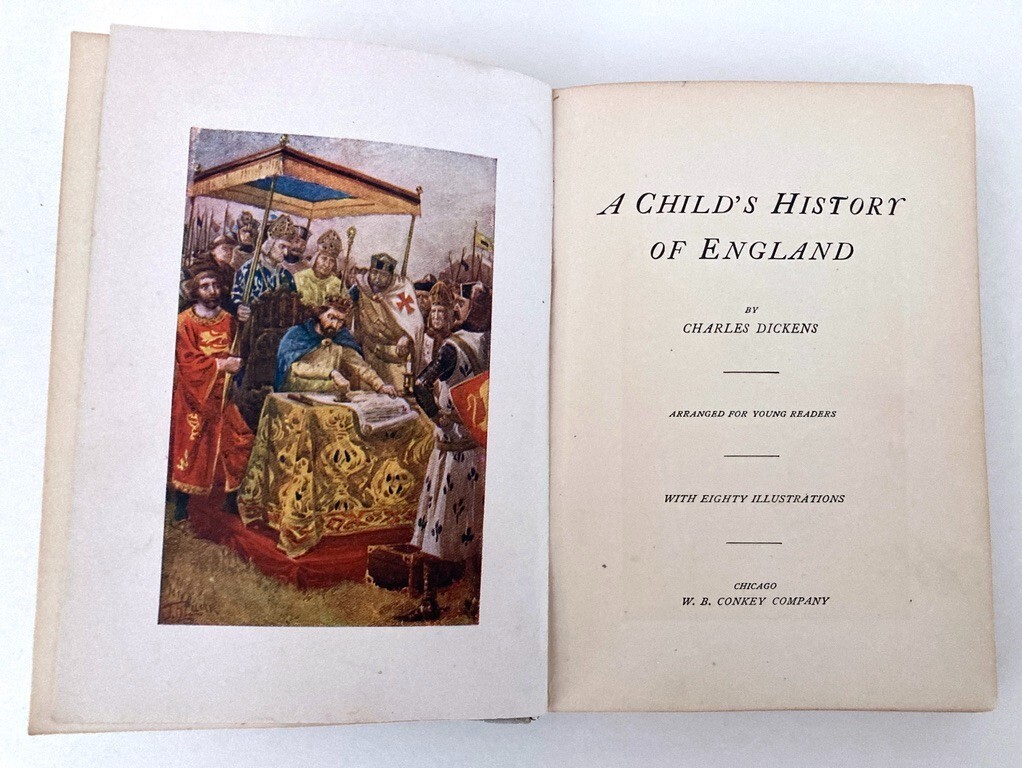 A CHILD'S HISTORY
OF ENGLAND
BY
CHARLES DICKENS
ARRANGED FOR YOUNG READERS
WITH EIGHTY ILLUSTRATIONS
CHICAGO
W. B. CONKEY COMPANY